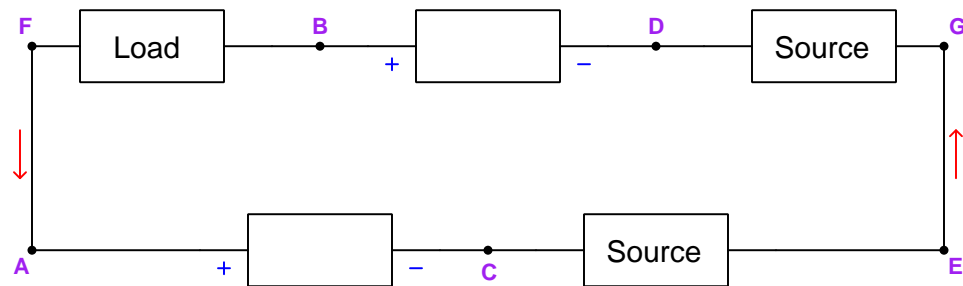 F B D G
Load Source
+ −
A C E
Source
+ −